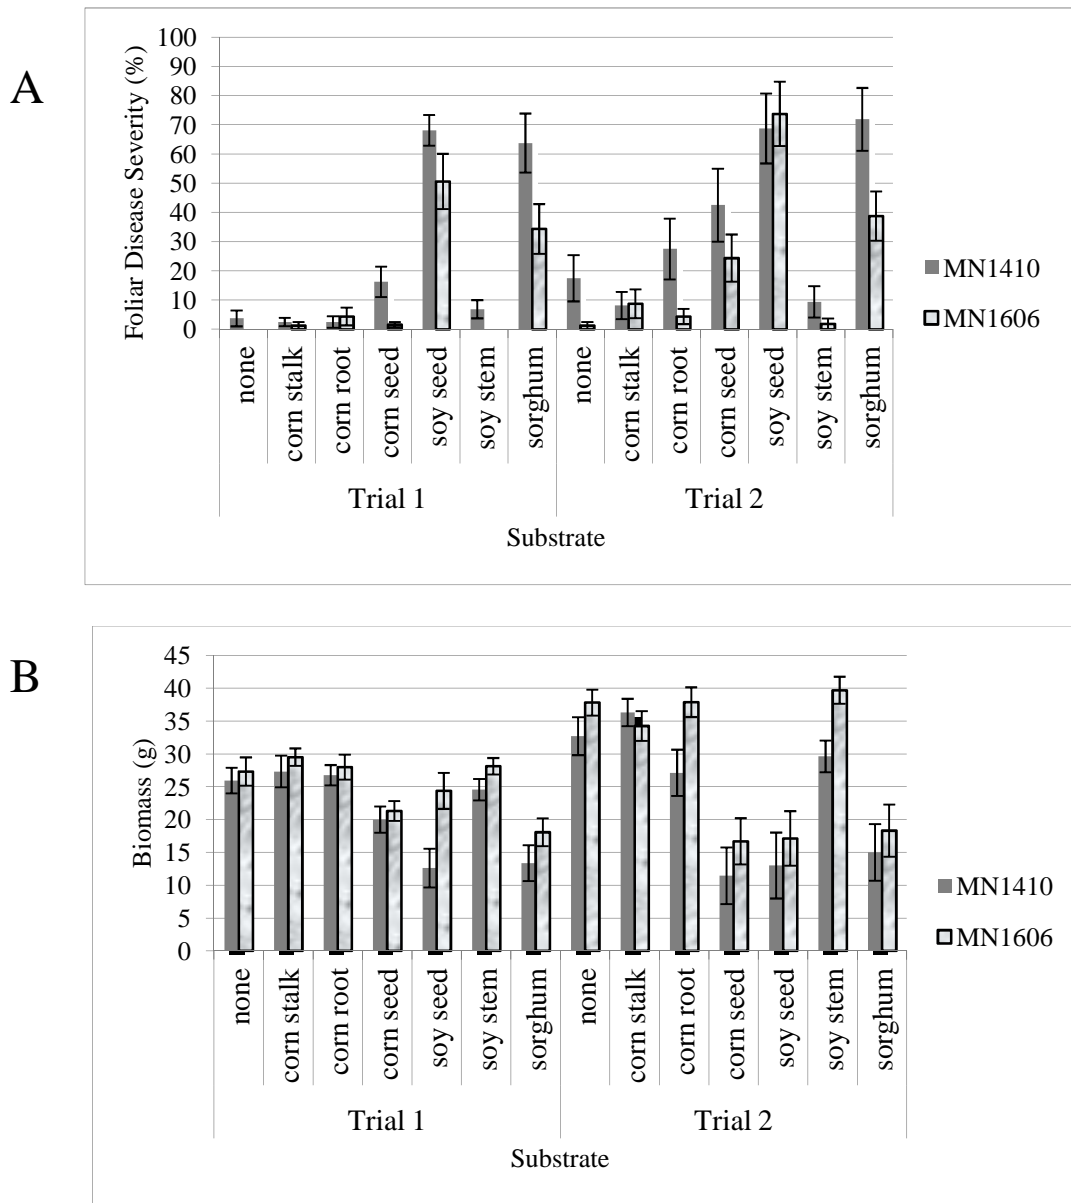 A
Foliar Disease Severity (%)
100
90
80
70
60
50
40
30
20
10
0
none
corn stalk
corn root
corn seed
soy seed
soy stem
sorghum
none
corn stalk
corn root
corn seed
soy seed
soy stem
sorghum
Trial 1
Trial 2
Substrate
MN1410
MN1606
B
Biomass (g)
45
40
35
30
25
20
15
10
5
0
none
corn stalk
corn root
corn seed
soy seed
soy stem
sorghum
none
corn stalk
corn root
corn seed
soy seed
soy stem
sorghum
Trial 1
Trial 2
Substrate
MN1410
MN1606